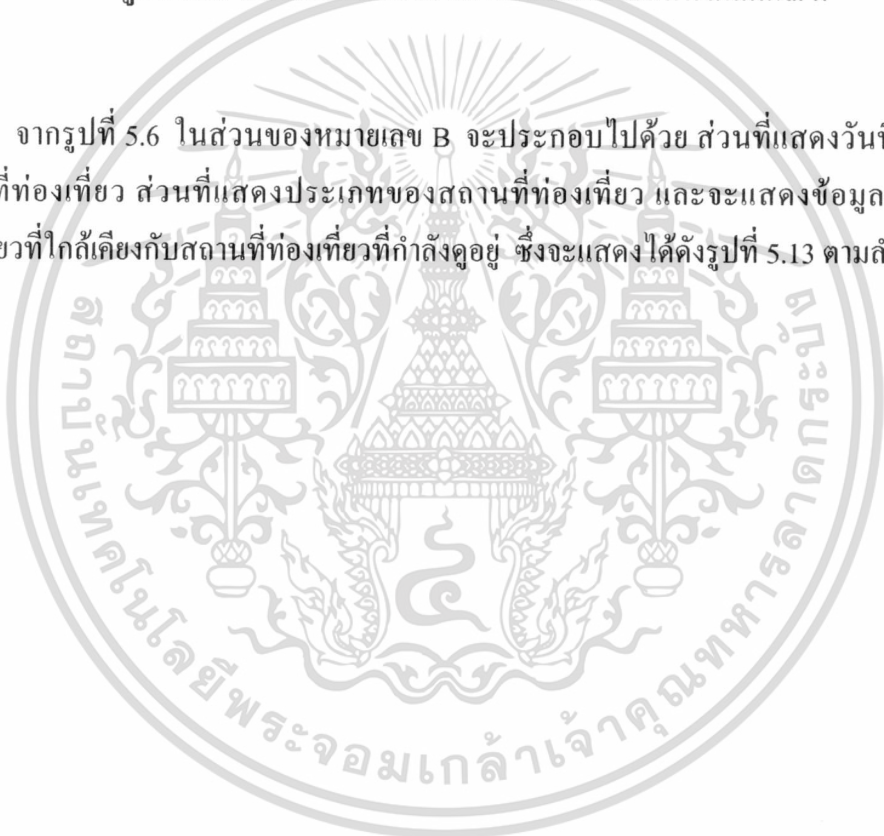 จากรูปที่ 5.6 ในส่วนของหมายเลข B จะประกอบไปด้วย ส่วนที่แสดงวันที่
ที่ท่องเที่ยว ส่วนที่แสดงประเภทของสถานที่ท่องเที่ยว และจะแสดงข้อมูล
ยวที่ใกล้เคียงกับสถานที่ท่องเที่ยวที่กำลังดูอยู่ ซึ่งจะแสดงได้ดังรูปที่ 5.13 ตามลำ
สถาบันเทคโนโลยีพระจอมเกล้าเจ้าคุณทหารลาดกระบัง
๔